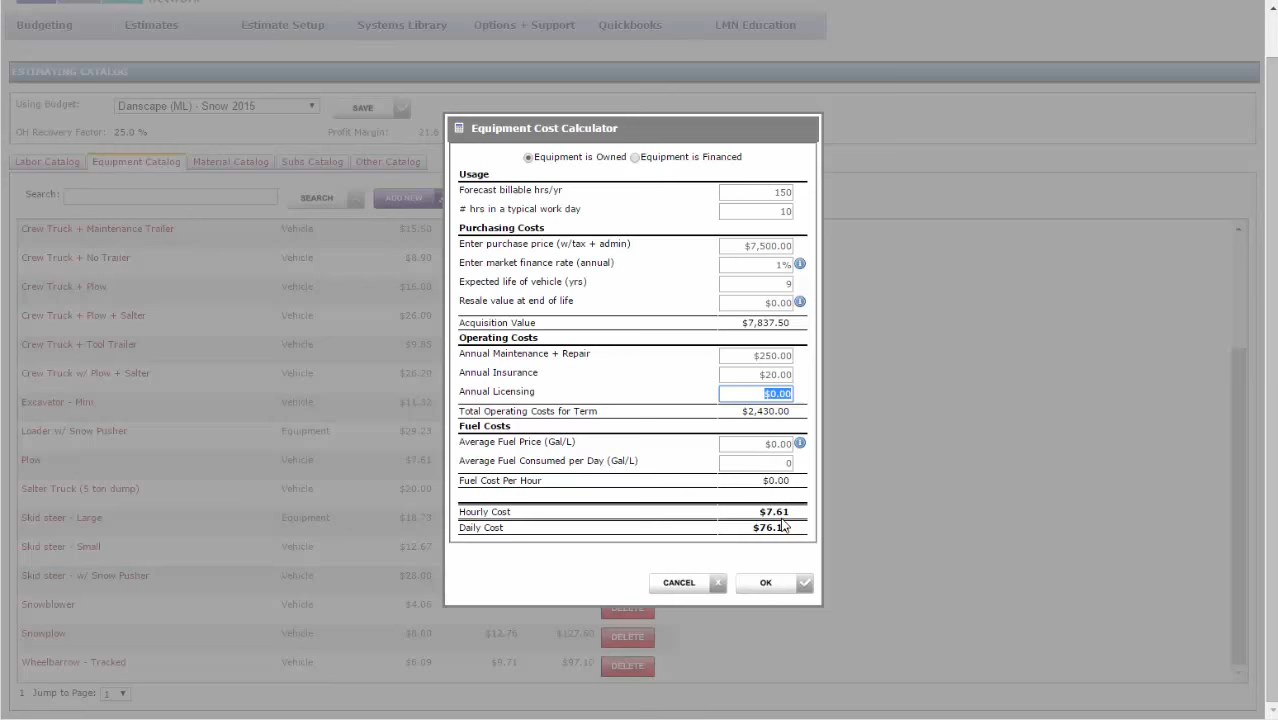 Budgeting Estimates Estimate Setup Systems Library Options + Support Quickbooks LMN Education
ESTIMATING CATALOG
Using budget: Danscape (ML) - Snow 2015 SAVE
OH Recovery Factor: 25.0 % Profit Margin: 21.6
Labor Catalog Equipment Catalog Material Catalog Subs Catalog Other Catalog
Search: SEARCH ADD NEW
Crew Truck + Maintenance Trailer Vehicle $15.50
Crew Truck + No Trailer Vehicle $8.90
Crew Truck + Plow Vehicle $16.00
Crew Truck + Plow + Salter Vehicle $26.00
Crew Truck + Tool Trailer Vehicle $9.85
Crew Truck w/ Plow + Salter Vehicle $26.20
Excavator - Mini Vehicle $11.32
Loader w/ Snow Pusher Equipment $29.23
Plow Vehicle $7.61
Salter Truck (5 ton dump) Vehicle $20.00
Skid steer - Large Equipment $18.73
Skid steer - Small Vehicle $12.67
Skid steer - w/ Snow Pusher Vehicle $28.00
Snowblower Vehicle $4.06 DELETE
Snowplow Vehicle $8.00 $12.76 $127.60 DELETE
Wheelbarrow - Tracked Vehicle $6.09 $9.71 $97.10 DELETE
1 Jump to Page: 1
Equipment Cost Calculator
Equipment is Owned Equipment is Financed
Usage
Forecast billable hrs/yr 150
# hrs in a typical work day 10
Purchasing Costs
Enter purchase price (w/tax + admin) $7,500.00
Enter market finance rate (annual) 1%
Expected life of vehicle (yrs) 9
Resale value at end of life $0.00
Acquisition Value $7,837.50
Operating Costs
Annual Maintenance + Repair $250.00
Annual Insurance $20.00
Annual Licensing $0.00
Total Operating Costs for Term $2,430.00
Fuel Costs
Average Fuel Price (Gal/L) $0.00
Average Fuel Consumed per Day (Gal/L) 0
Fuel Cost Per Hour $0.00
Hourly Cost $7.61
Daily Cost
CANCEL X OK